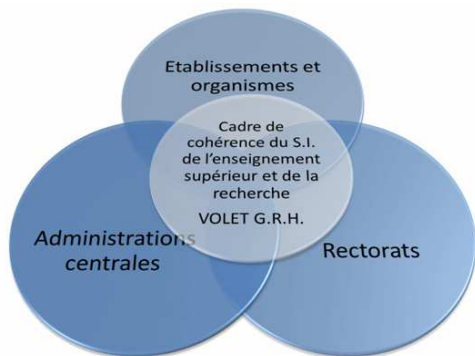 Etablissements et
organismes
Cadre de
cohérence du S.I.
de l'enseignement
supérieur et de la
recherche
VOLET G.R.H.
Administrations
centrales
Rectorats